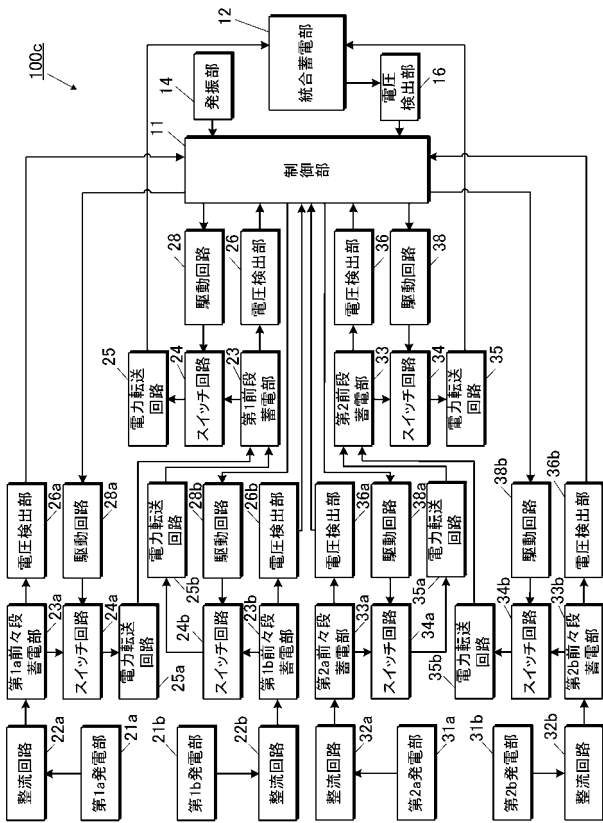 100c
12
統合蓄電部
14
発振部
電圧
検出部
16
11
制御部
28
駆動回路
26
電圧検出部
36
電圧検出部
38
駆動回路
25
電力転送
回路
24
スイッチ回路
23
第1前段
蓄電部
33
第2前段
蓄電部
34
スイッチ回路
35
電力転送
回路
26a
電圧検出部
28a
駆動回路
25b
電力転送
回路
28b
駆動回路
26b
電圧検出部
36a
電圧検出部
38a
駆動回路
35a
電力転送
回路
38b
駆動回路
36b
電圧検出部
23a
第1a前々段
蓄電部
24a
スイッチ回路
25a
電力転送
回路
24b
スイッチ回路
23b
第1b前々段
蓄電部
33a
第2a前々段
蓄電部
34a
スイッチ回路
35b
電力転送
回路
34b
スイッチ回路
33b
第2b前々段
蓄電部
22a
整流回路
21a
第1a発電部
21b
第1b発電部
22b
整流回路
32a
整流回路
31a
第2a発電部
31b
第2b発電部
32b
整流回路